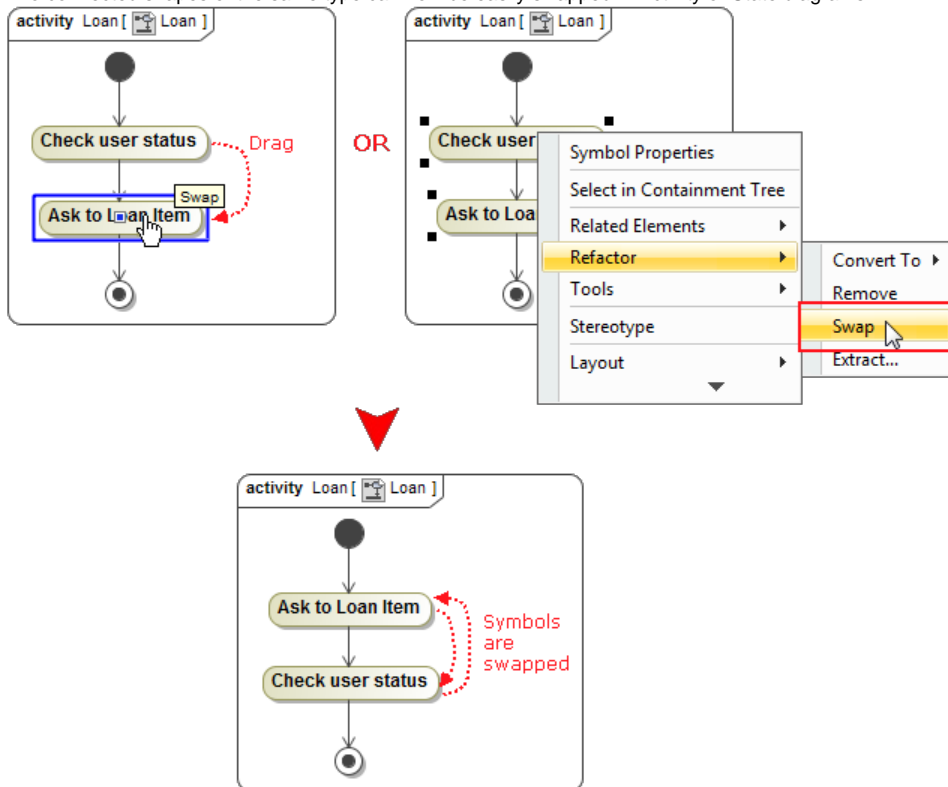 activity Loan [ Loan ]
Check user status
Drag
Swap
Ask to Loan Item
OR
activity Loan [ Loan ]
Check user
Ask to Loa
Symbol Properties
Select in Containment Tree
Related Elements
Refactor
Tools
Stereotype
Layout
Convert To
Remove
Swap
Extract...
activity Loan [ Loan ]
Ask to Loan Item
Check user status
Symbols
are
swapped